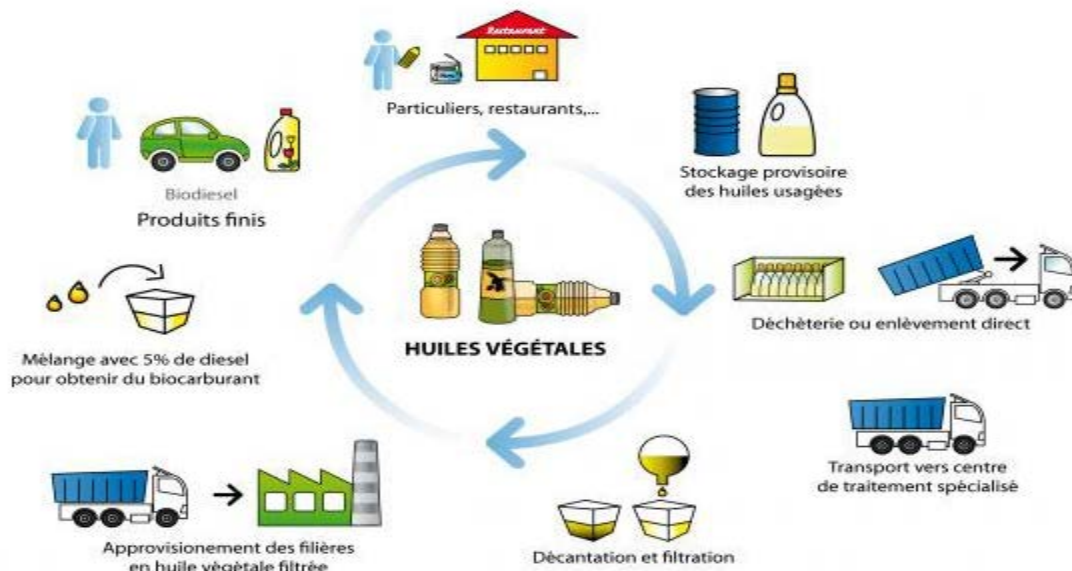 Restaurant
Particuliers, restaurants,...
Stockage provisoire
des huiles usagées
Déchèterie ou enlèvement direct
Transport vers centre
de traitement spécialisé
Décantation et filtration
Approvisionement des filières
en huile végétale filtrée
Mélange avec 5% de diesel
pour obtenir du biocarburant
Biodiesel
Produits finis
HUILES VÉGÉTALES